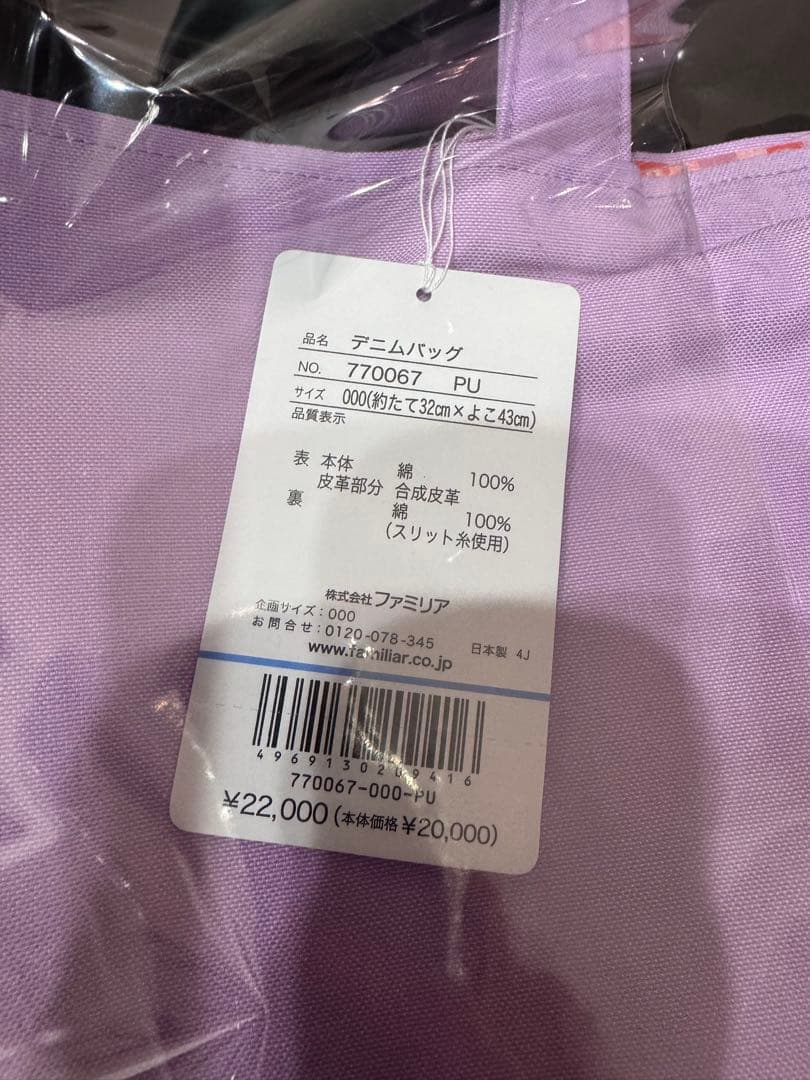 品名 デニムバッグ
NO. 770067 PU
サイズ 000(約たて32cm×よこ43cm)
品質表示
表 本体 綿 100%
皮革部分 合成皮革
裏 綿 100%
(スリット糸使用)
株式会社ファミリア
企画サイズ:000
お問合せ:0120-078-345 日本製 4J
www.familiar.co.jp
4969130209416
770067-000-PU
¥22,000 (本体価格 ¥20,000)